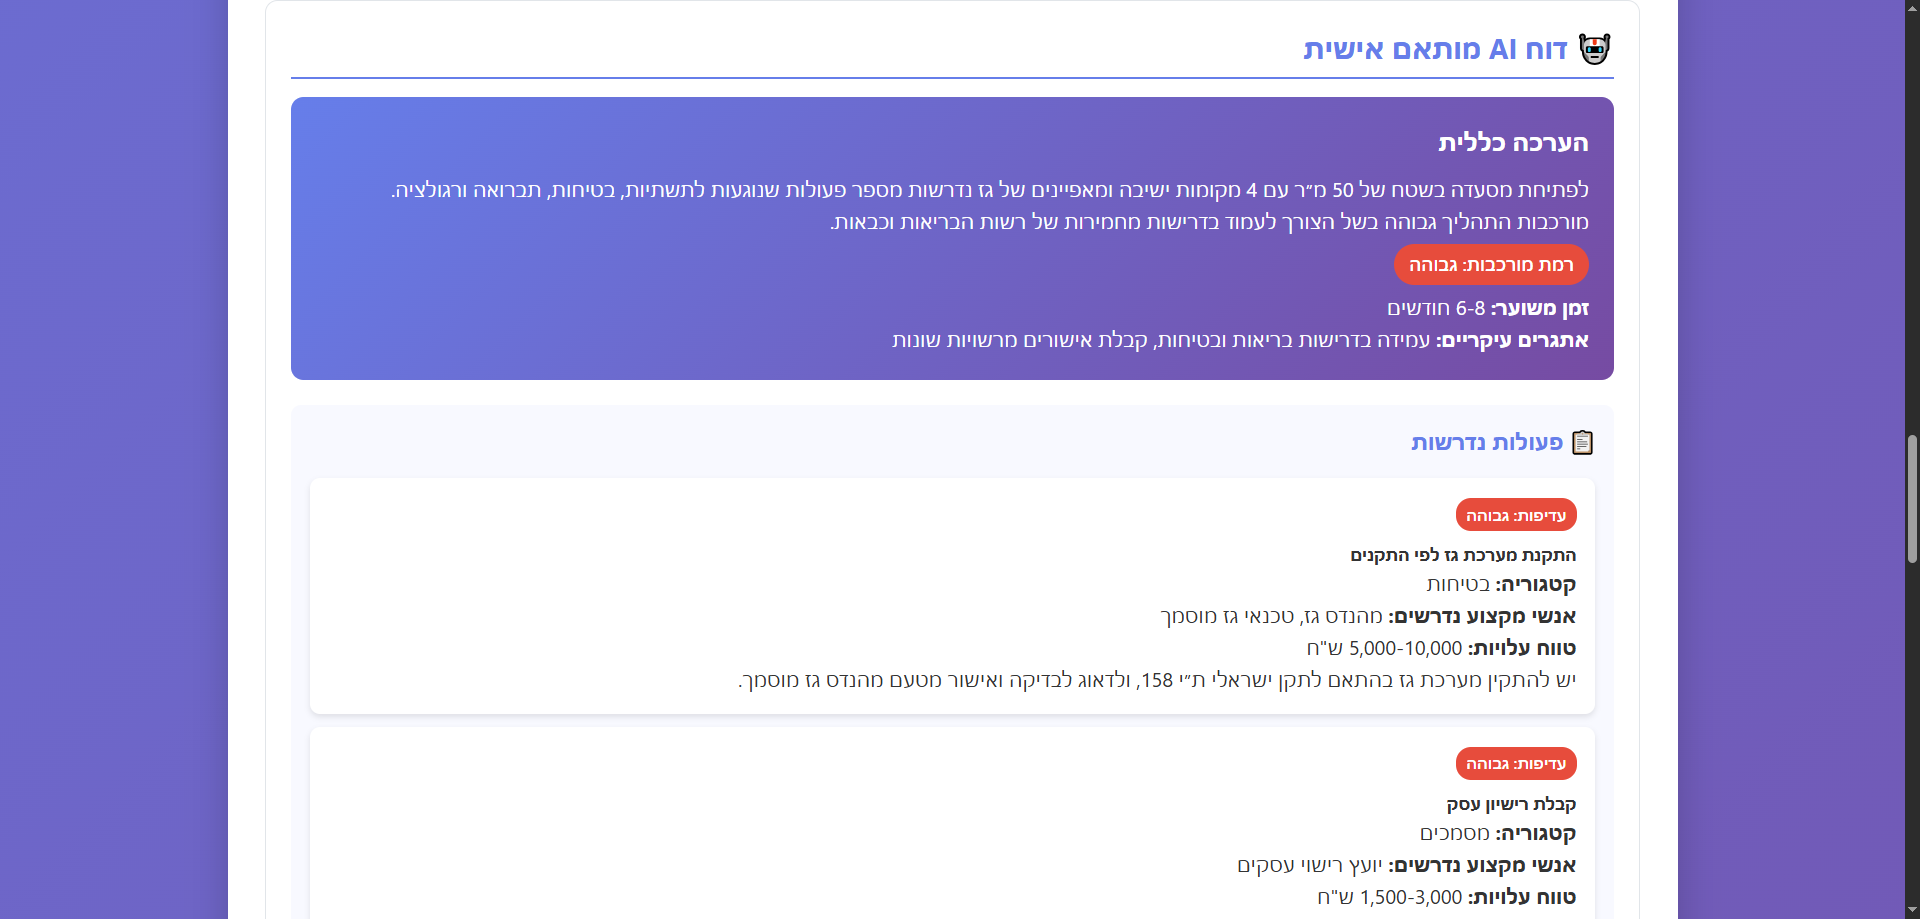 דוח AI מותאם אישית
הערכה כללית
לפתיחת מסעדה בשטח של 50 מ״ר עם 4 מקומות ישיבה ומאפיינים של גז נדרשות מספר פעולות שנוגעות לתשתיות, בטיחות, תברואה ורגולציה.
מורכבות התהליך גבוהה בשל הצורך לעמוד בדרישות מחמירות של רשות הבריאות וכבאות.
רמת מורכבות: גבוהה
זמן משוער: 6-8 חודשים
אתגרים עיקריים: עמידה בדרישות בריאות ובטיחות, קבלת אישורים מרשויות שונות
פעולות נדרשות
עדיפות: גבוהה
התקנת מערכת גז לפי התקנים
קטגוריה: בטיחות
אנשי מקצוע נדרשים: מהנדס גז, טכנאי גז מוסמך
טווח עלויות: 5,000-10,000 ש"ח
יש להתקין מערכת גז בהתאם לתקן ישראלי ת״י 158, ולדאוג לבדיקה ואישור מטעם מהנדס גז מוסמך.
עדיפות: גבוהה
קבלת רישיון עסק
קטגוריה: מסמכים
אנשי מקצוע נדרשים: יועץ רישוי עסקים
טווח עלויות: 1,500-3,000 ש"ח